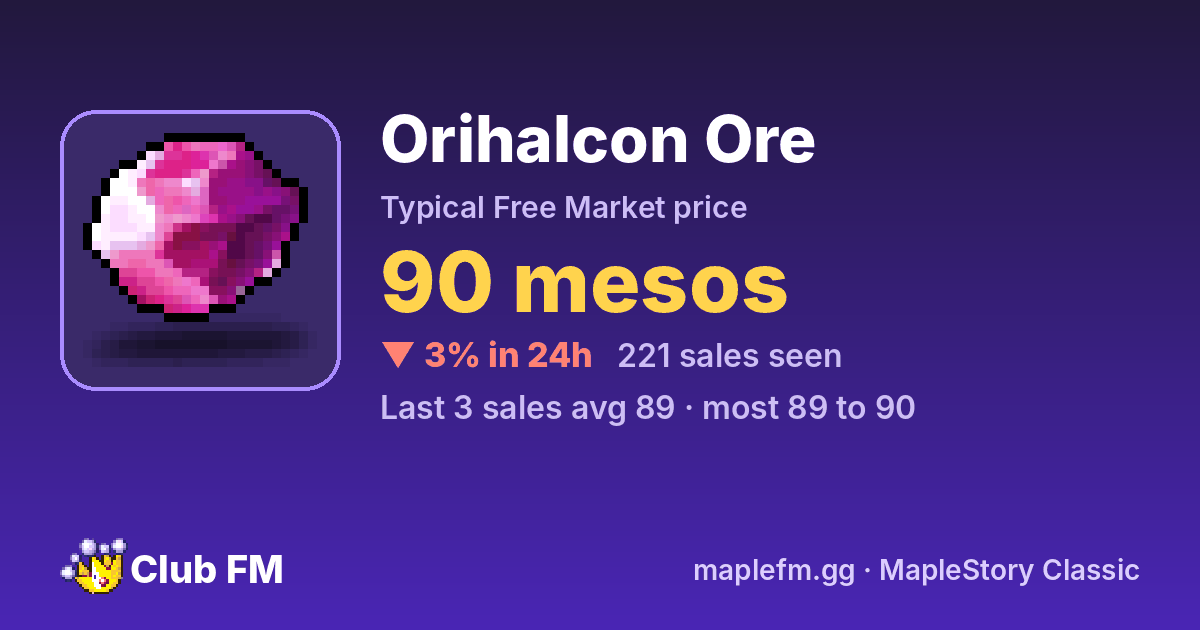 Orihalcon Ore
Typical Free Market price
90 mesos
▼ 3% in 24h 221 sales seen
Last 3 sales avg 89 · most 89 to 90
Club FM
maplefm.gg · MapleStory Classic